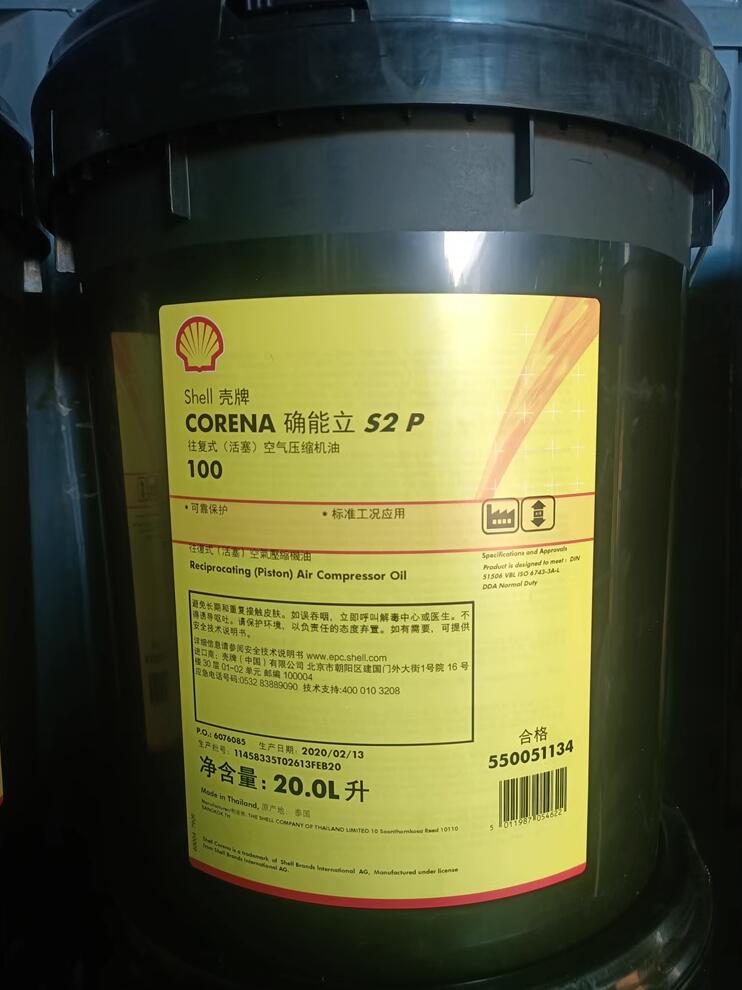 Shell 壳牌
CORENA 确能立 S2 P
往复式（活塞）空气压缩机油
100
• 可靠保护
• 标准工况应用
往復式（活塞）空氣壓縮機油
Reciprocating (Piston) Air Compressor Oil
Specifications and Approvals
Product is designed to meet : DIN
51506 VBL ISO 6743-3A-L
DDA Normal Duty
避免长期和重复接触皮肤。如误吞咽，立即呼叫解毒中心或医生。不
得诱导呕吐。请保护环境，以负责任的态度弃置。如有需要，可提供
安全技术说明书。
详细信息请参阅安全技术说明书 www.epc.shell.com
进口商：壳牌（中国）有限公司 北京市朝阳区建国门外大街1号院 16 号
楼 30 层 01-02 单元 邮编 100004
应急电话号码:0532 83889090 技术支持:400 010 3208
P.O.: 6076085 生产日期: 2020/02/13
生产批号: 11458335T02613FEB20
净含量: 20.0L 升
合格
550051134
Made in Thailand, 原产地: 泰国
THE SHELL COMPANY OF THAILAND LIMITED 10 Soonthornkosa Road 10110
BANGKOK TH
5 011987 054622
Shell Corena is a trademark of Shell Brands International AG, Manufactured under license
from Shell Brands International AG.